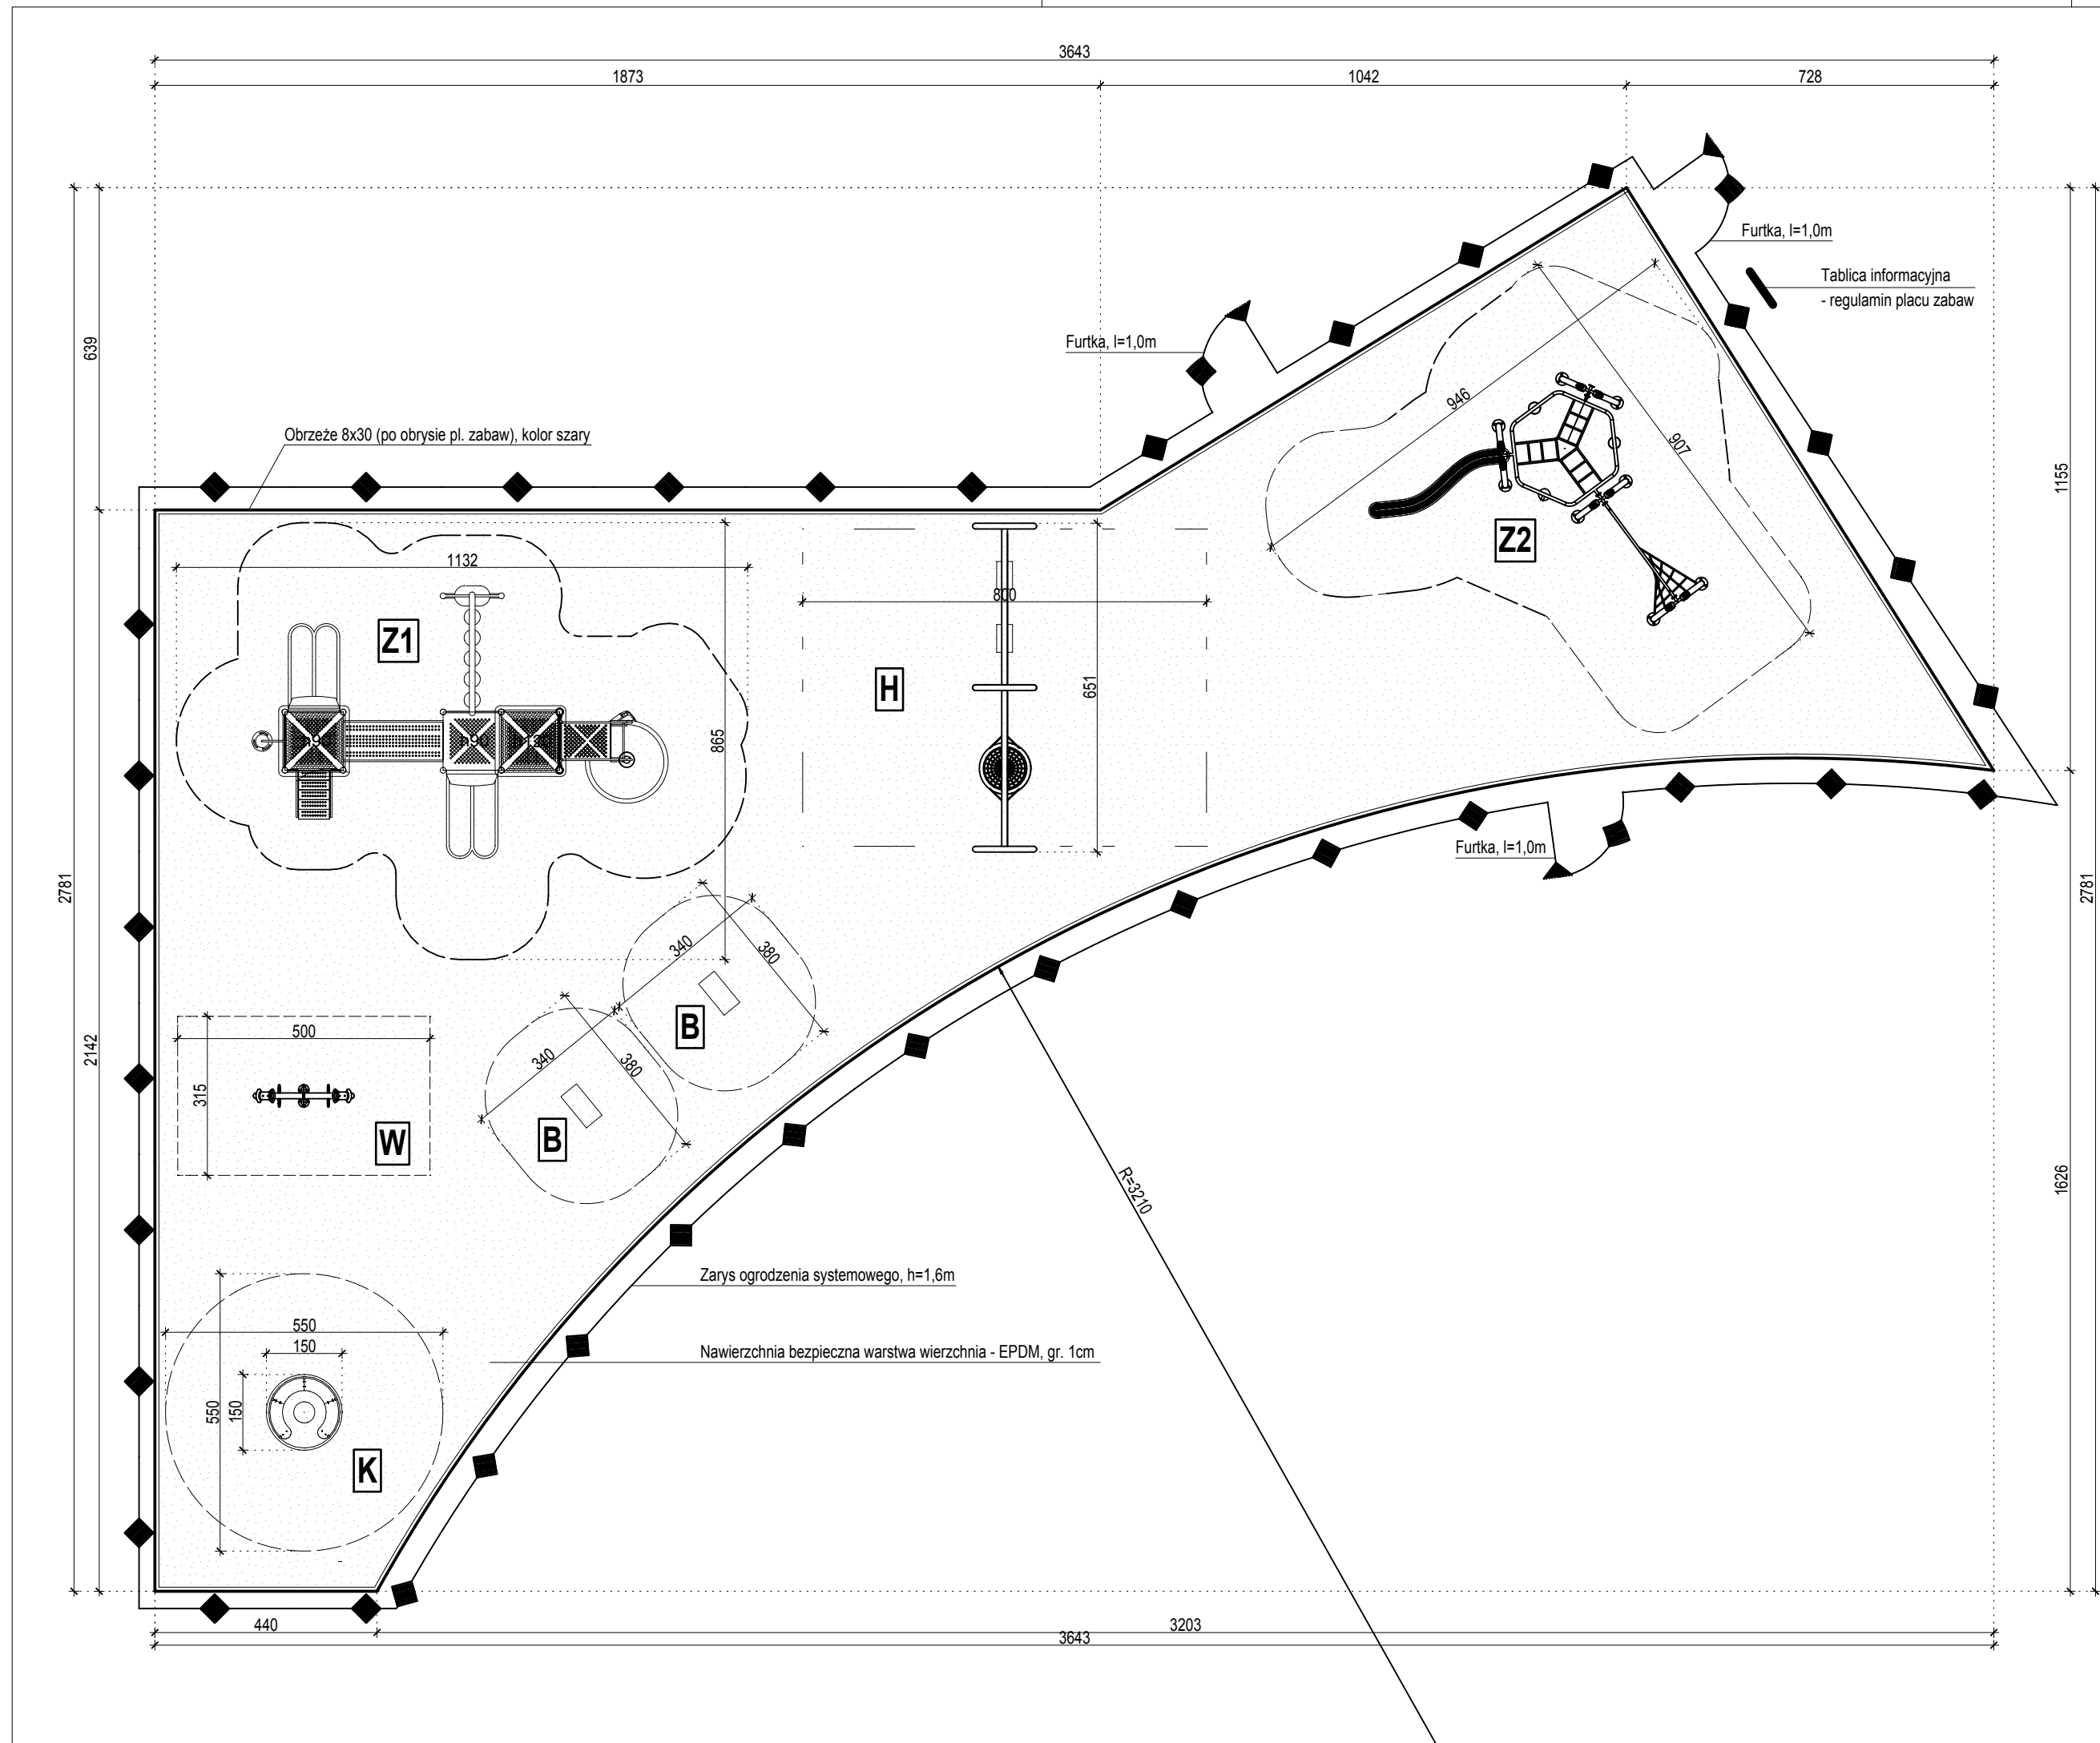 3643
1873
1042
728
Furtka, l=1,0m
Tablica informacyjna
- regulamin placu zabaw
Furtka, l=1,0m
639
946
907
1155
Obrzeże 8x30 (po obrysie pl. zabaw), kolor szary
Z2
1132
800
Z1
H
651
865
Furtka, l=1,0m
2781
2781
340
380
B
500
2142
340
380
315
W
B
R=3210
1626
Zarys ogrodzenia systemowego, h=1,6m
550
150
Nawierzchnia bezpieczna warstwa wierzchnia - EPDM, gr. 1cm
550
150
K
440
3203
3643